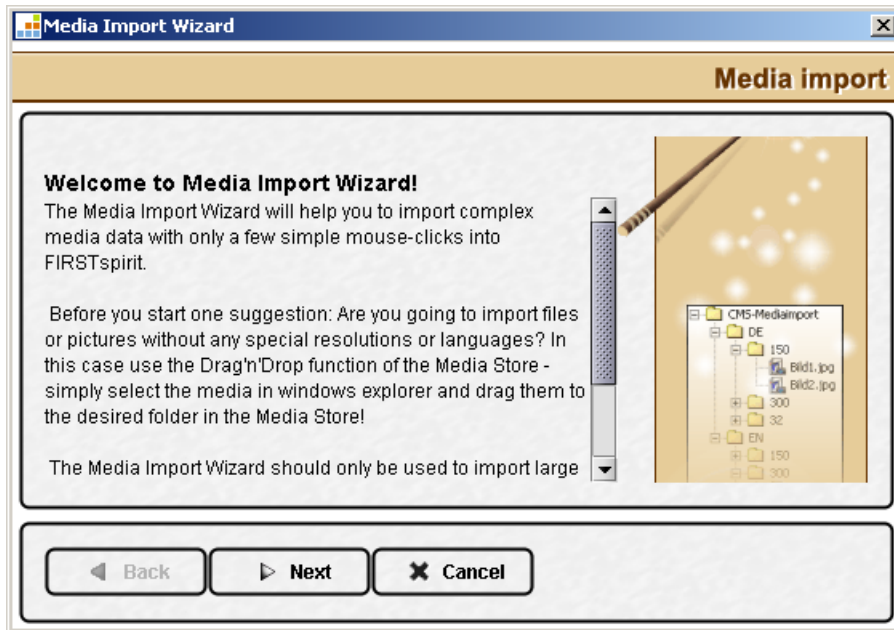 Media Import Wizard
Media import
Welcome to Media Import Wizard!
The Media Import Wizard will help you to import complex
media data with only a few simple mouse-clicks into
FIRSTspirit.
Before you start one suggestion: Are you going to import files
or pictures without any special resolutions or languages? In
this case use the Drag'n'Drop function of the Media Store -
simply select the media in windows explorer and drag them to
the desired folder in the Media Store!
The Media Import Wizard should only be used to import large
CMS-Mediaimport
DE
150
Bild1.jpg
Bild2.jpg
300
32
EN
150
300
Back
Next
Cancel